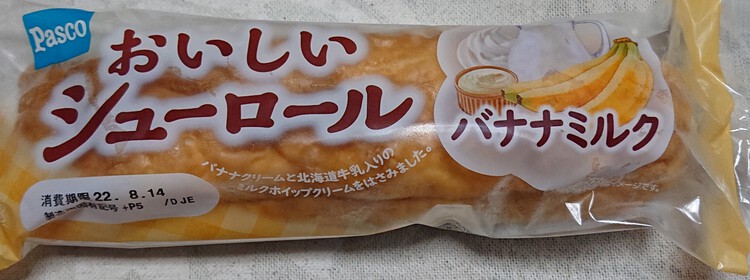 Pasco
おいしい
シューロール
バナナミルク
バナナクリームと北海道牛乳入りの
ミルクホイップクリームをはさみました。
消費期限 22. 8.14
+P5 /DJE